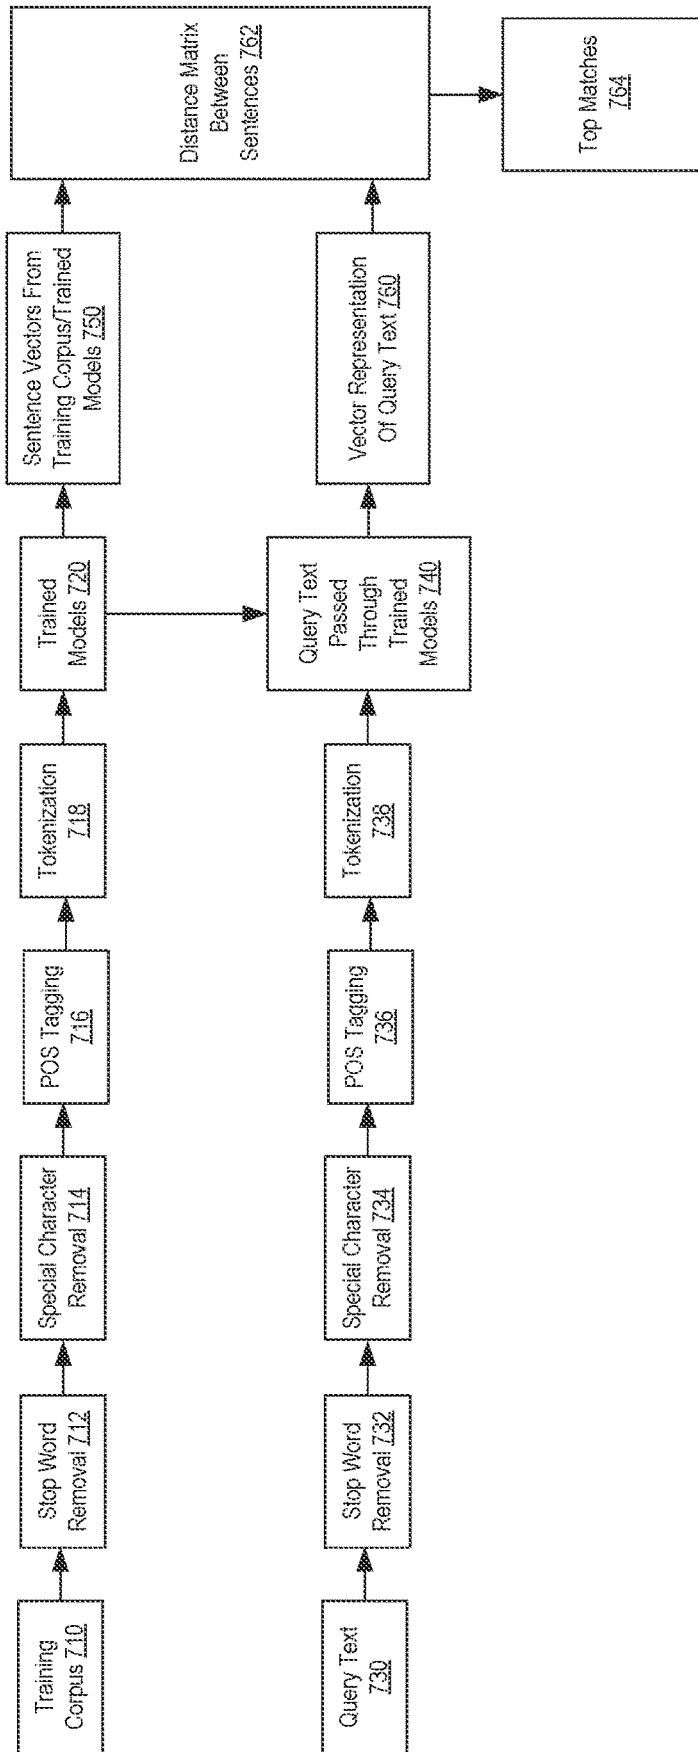 Training
Corpus 710
Stop Word
Removal 712
Special Character
Removal 714
POS Tagging
716
Tokenization
718
Trained
Models 720
Sentence Vectors From
Training Corpus/Trained
Models 750
Query Text
730
Stop Word
Removal 732
Special Character
Removal 734
POS Tagging
736
Tokenization
738
Query Text
Passed
Through
Trained
Models 740
Vector Representation
Of Query Text 760
Distance Matrix
Between
Sentences 762
Top Matches
764